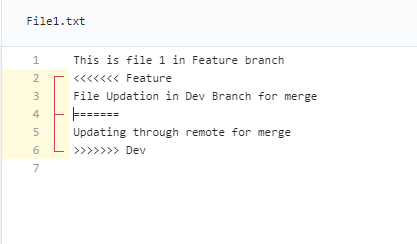 File1.txt
1 This is file 1 in Feature branch
2 <<<<<<< Feature
3 File Updation in Dev Branch for merge
4 =======
5 Updating through remote for merge
6 >>>>>>> Dev
7